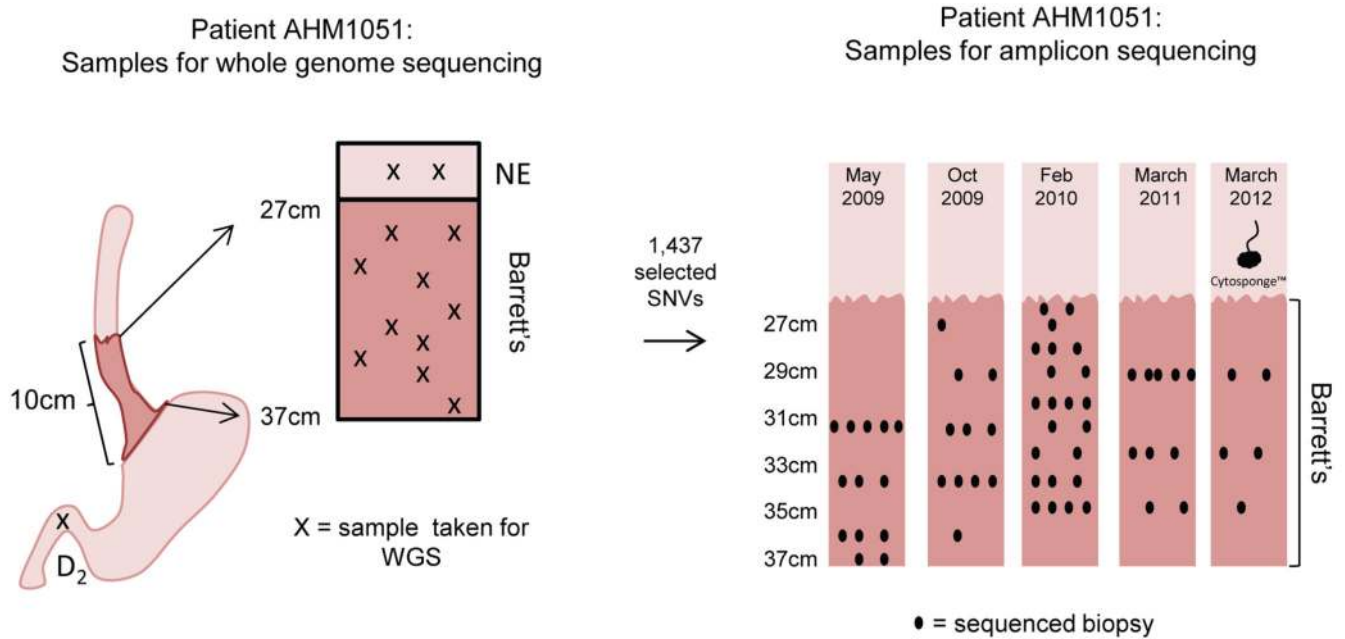 Patient AHM1051:
Samples for whole genome sequencing
27cm
37cm
10cm
X X
NE
X X
X
X
X
X
X
X
X
X
Barrett's
X
D2
X = sample taken for
WGS
1,437
selected
SNVs
Patient AHM1051:
Samples for amplicon sequencing
May
2009
Oct
2009
Feb
2010
March
2011
March
2012
Cytosponge™
27cm
29cm
31cm
33cm
35cm
37cm
Barrett's
= sequenced biopsy